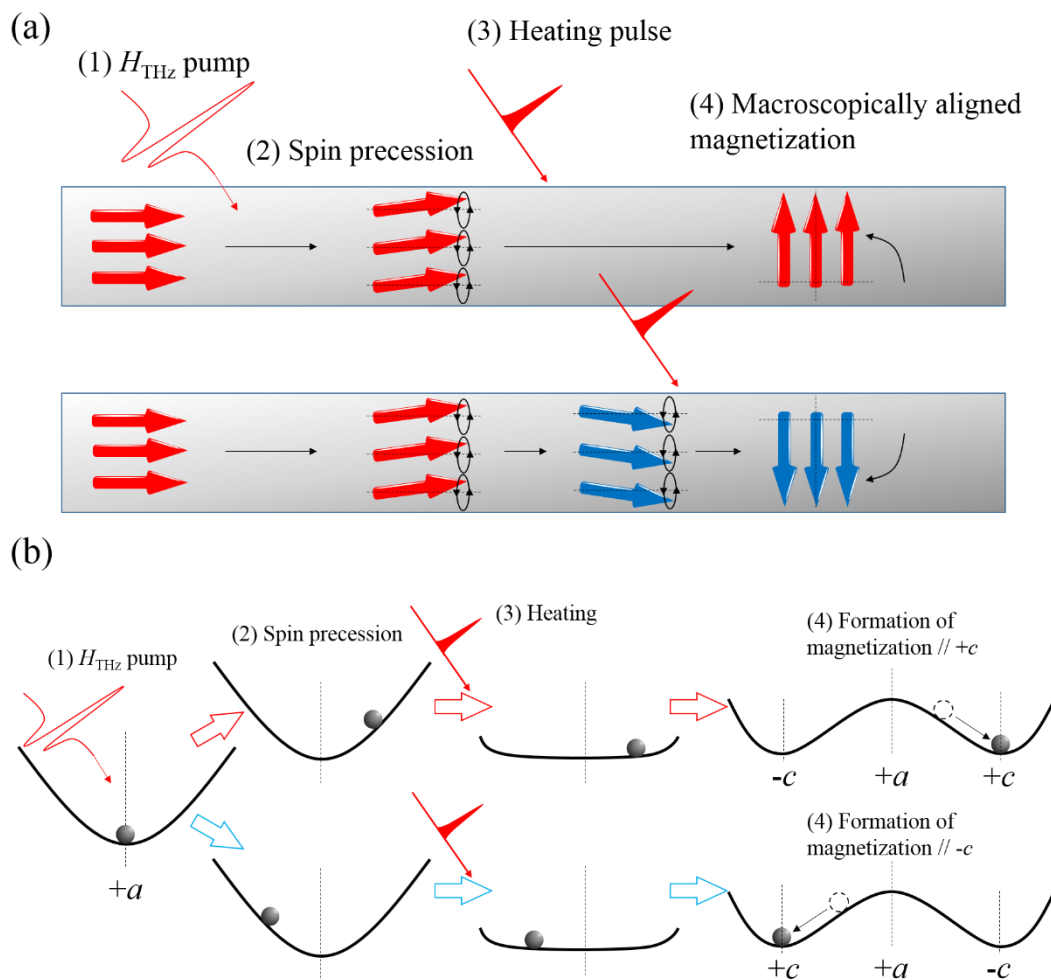 (a)
(1) HTHz pump
(2) Spin precession
(3) Heating pulse
(4) Macroscopically aligned
magnetization
(b)
(1) HTHz pump
+a
(2) Spin precession
(3) Heating
(4) Formation of
magnetization // +c
-c +a +c
(4) Formation of
magnetization // -c
+c +a -c